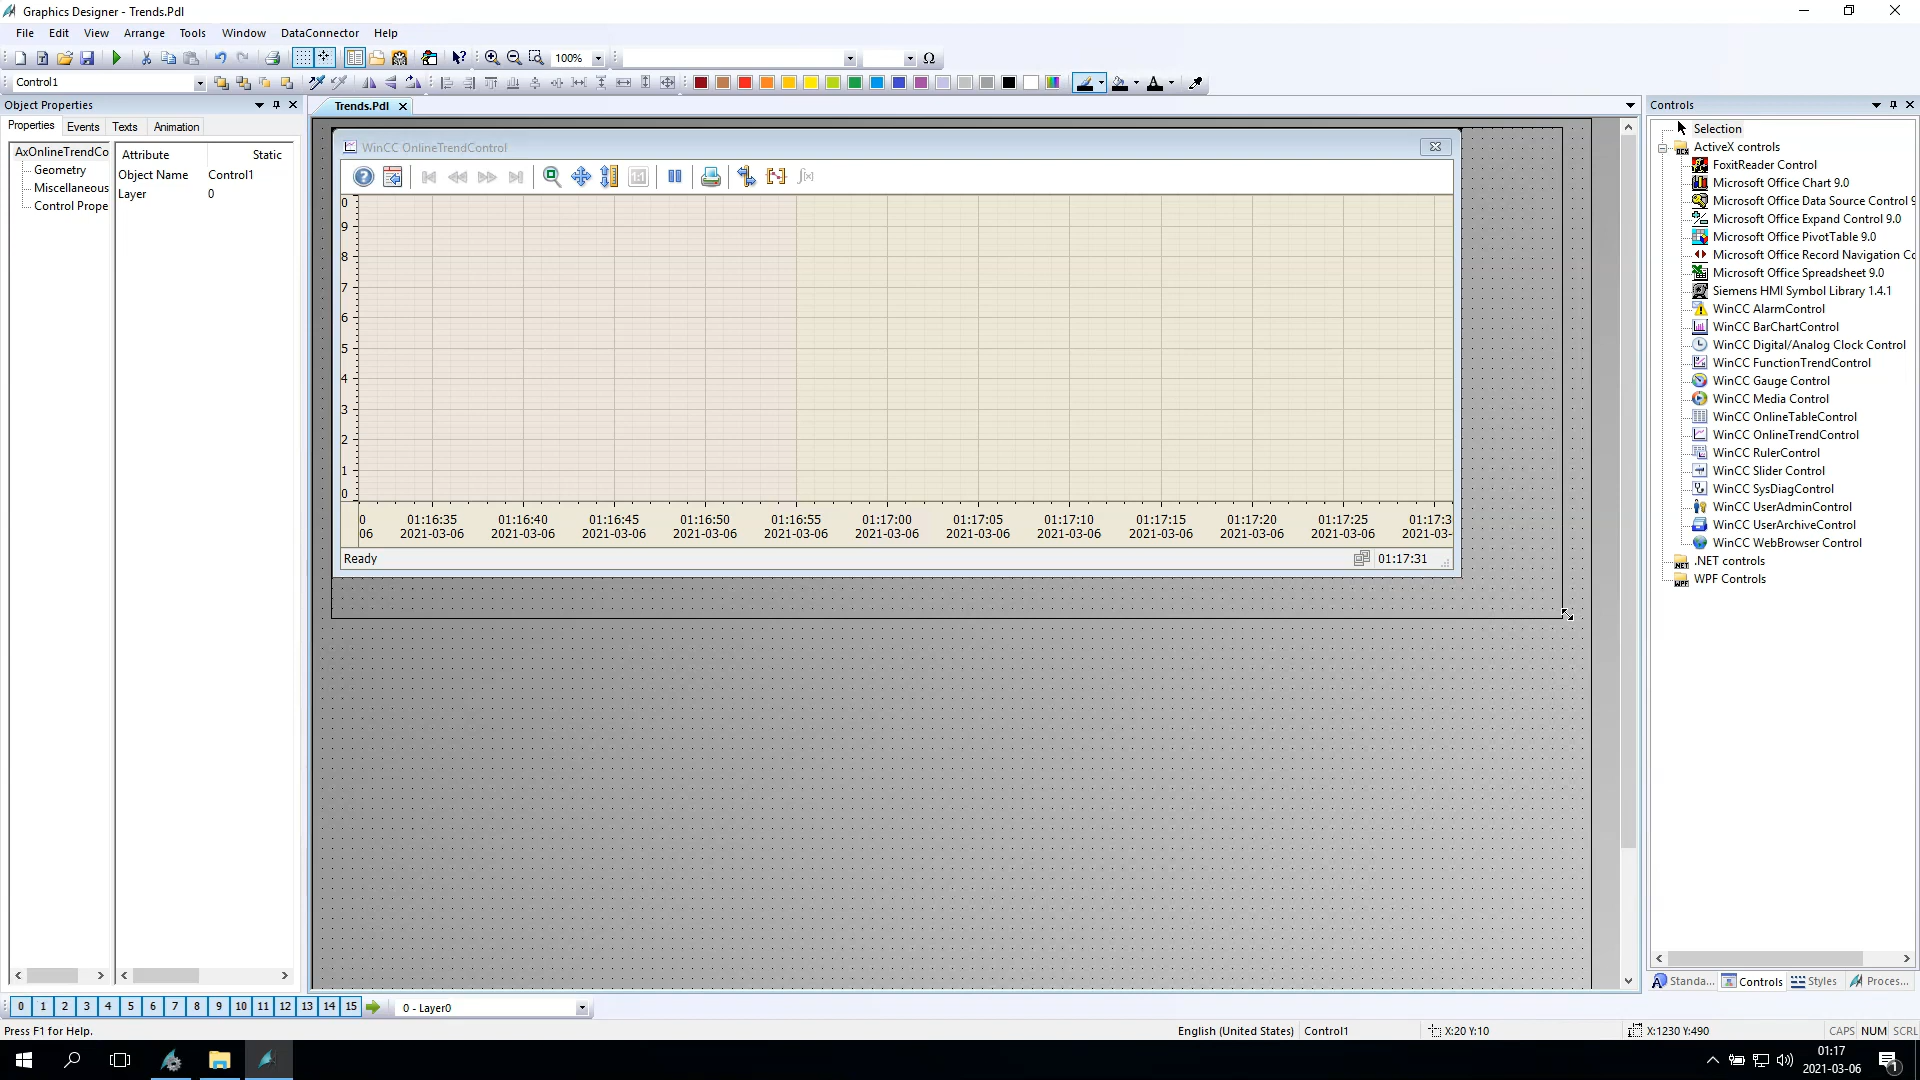 Graphics Designer - Trends.Pdl
File Edit View Arrange Tools Window DataConnector Help
100%
Control1
Object Properties
Properties Events Texts Animation
AxOnlineTrendCo
Geometry
Miscellaneous
Control Prope
Attribute Static
Object Name Control1
Layer 0
Trends.Pdl
WinCC OnlineTrendControl
0
9
8
7
6
5
4
3
2
1
0
0 01:16:35 01:16:40 01:16:45 01:16:50 01:16:55 01:17:00 01:17:05 01:17:10 01:17:15 01:17:20 01:17:25 01:17:3
06 2021-03-06 2021-03-06 2021-03-06 2021-03-06 2021-03-06 2021-03-06 2021-03-06 2021-03-06 2021-03-06 2021-03-06 2021-03-06 2021-03-
Ready 01:17:31
Controls
Selection
ActiveX controls
FoxitReader Control
Microsoft Office Chart 9.0
Microsoft Office Data Source Control 9
Microsoft Office Expand Control 9.0
Microsoft Office PivotTable 9.0
Microsoft Office Record Navigation Co
Microsoft Office Spreadsheet 9.0
Siemens HMI Symbol Library 1.4.1
WinCC AlarmControl
WinCC BarChartControl
WinCC Digital/Analog Clock Control
WinCC FunctionTrendControl
WinCC Gauge Control
WinCC Media Control
WinCC OnlineTableControl
WinCC OnlineTrendControl
WinCC RulerControl
WinCC Slider Control
WinCC SysDiagControl
WinCC UserAdminControl
WinCC UserArchiveControl
WinCC WebBrowser Control
.NET controls
WPF Controls
Standa... Controls Styles Proces...
0 1 2 3 4 5 6 7 8 9 10 11 12 13 14 15 0 - Layer0
Press F1 for Help. English (United States) Control1 X:20 Y:10 X:1230 Y:490 CAPS NUM SCRL
01:17
2021-03-06
1